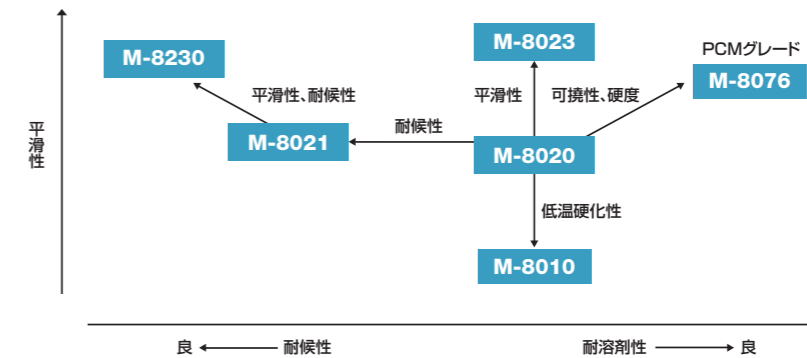 M-8023
PCMグレード
M-8230
M-8076
平滑性、耐候性
平滑性
可撓性、硬度
平滑性
耐候性
M-8021
M-8020
低温硬化性
M-8010
良
耐候性
耐溶剤性
良